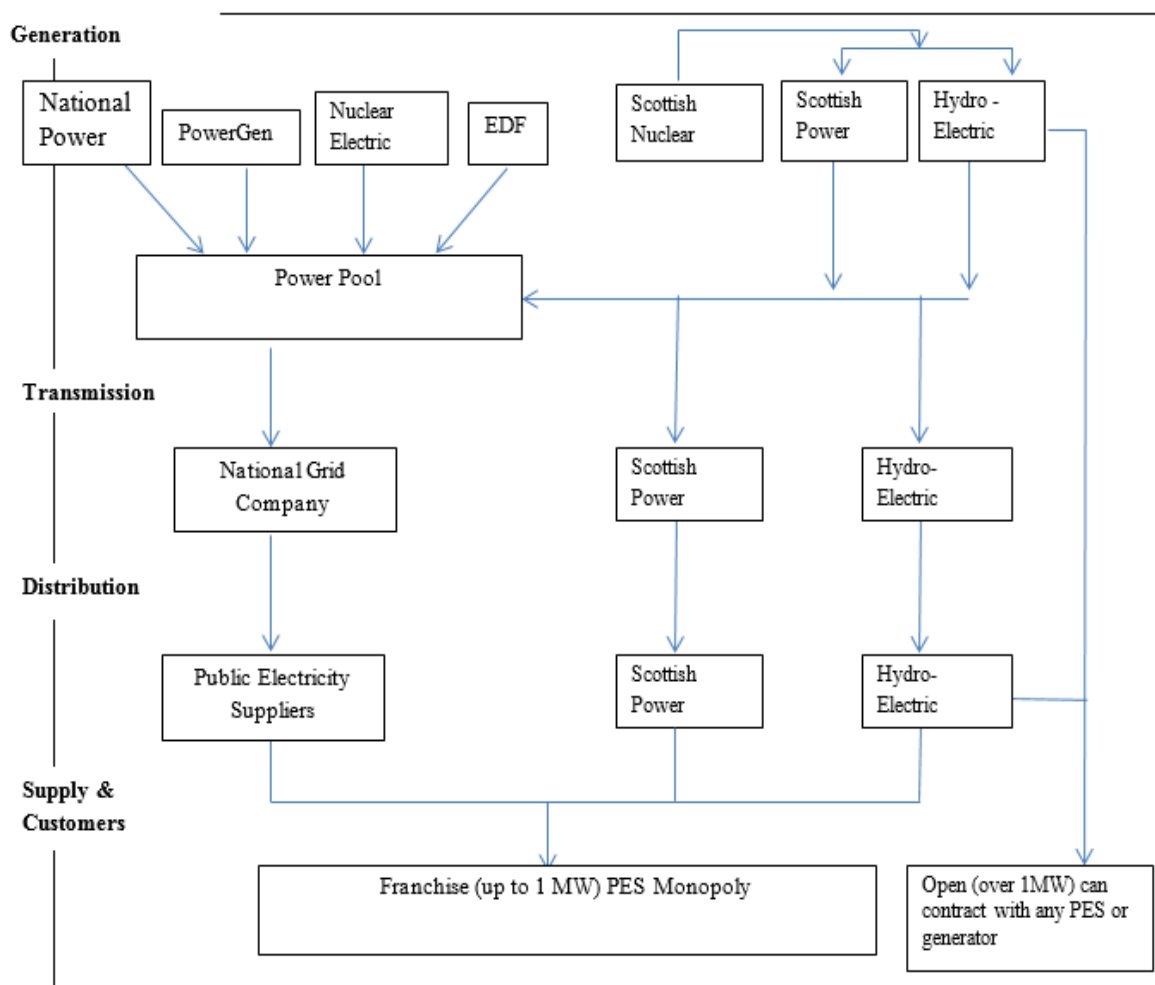 Generation
National
Power
PowerGen
Nuclear
Electric
EDF
Scottish
Nuclear
Scottish
Power
Hydro -
Electric
Power Pool
Transmission
National Grid
Company
Scottish
Power
Hydro-
Electric
Distribution
Public Electricity
Suppliers
Scottish
Power
Hydro-
Electric
Supply &
Customers
Franchise (up to 1 MW) PES Monopoly
Open (over 1MW) can
contract with any PES or
generator